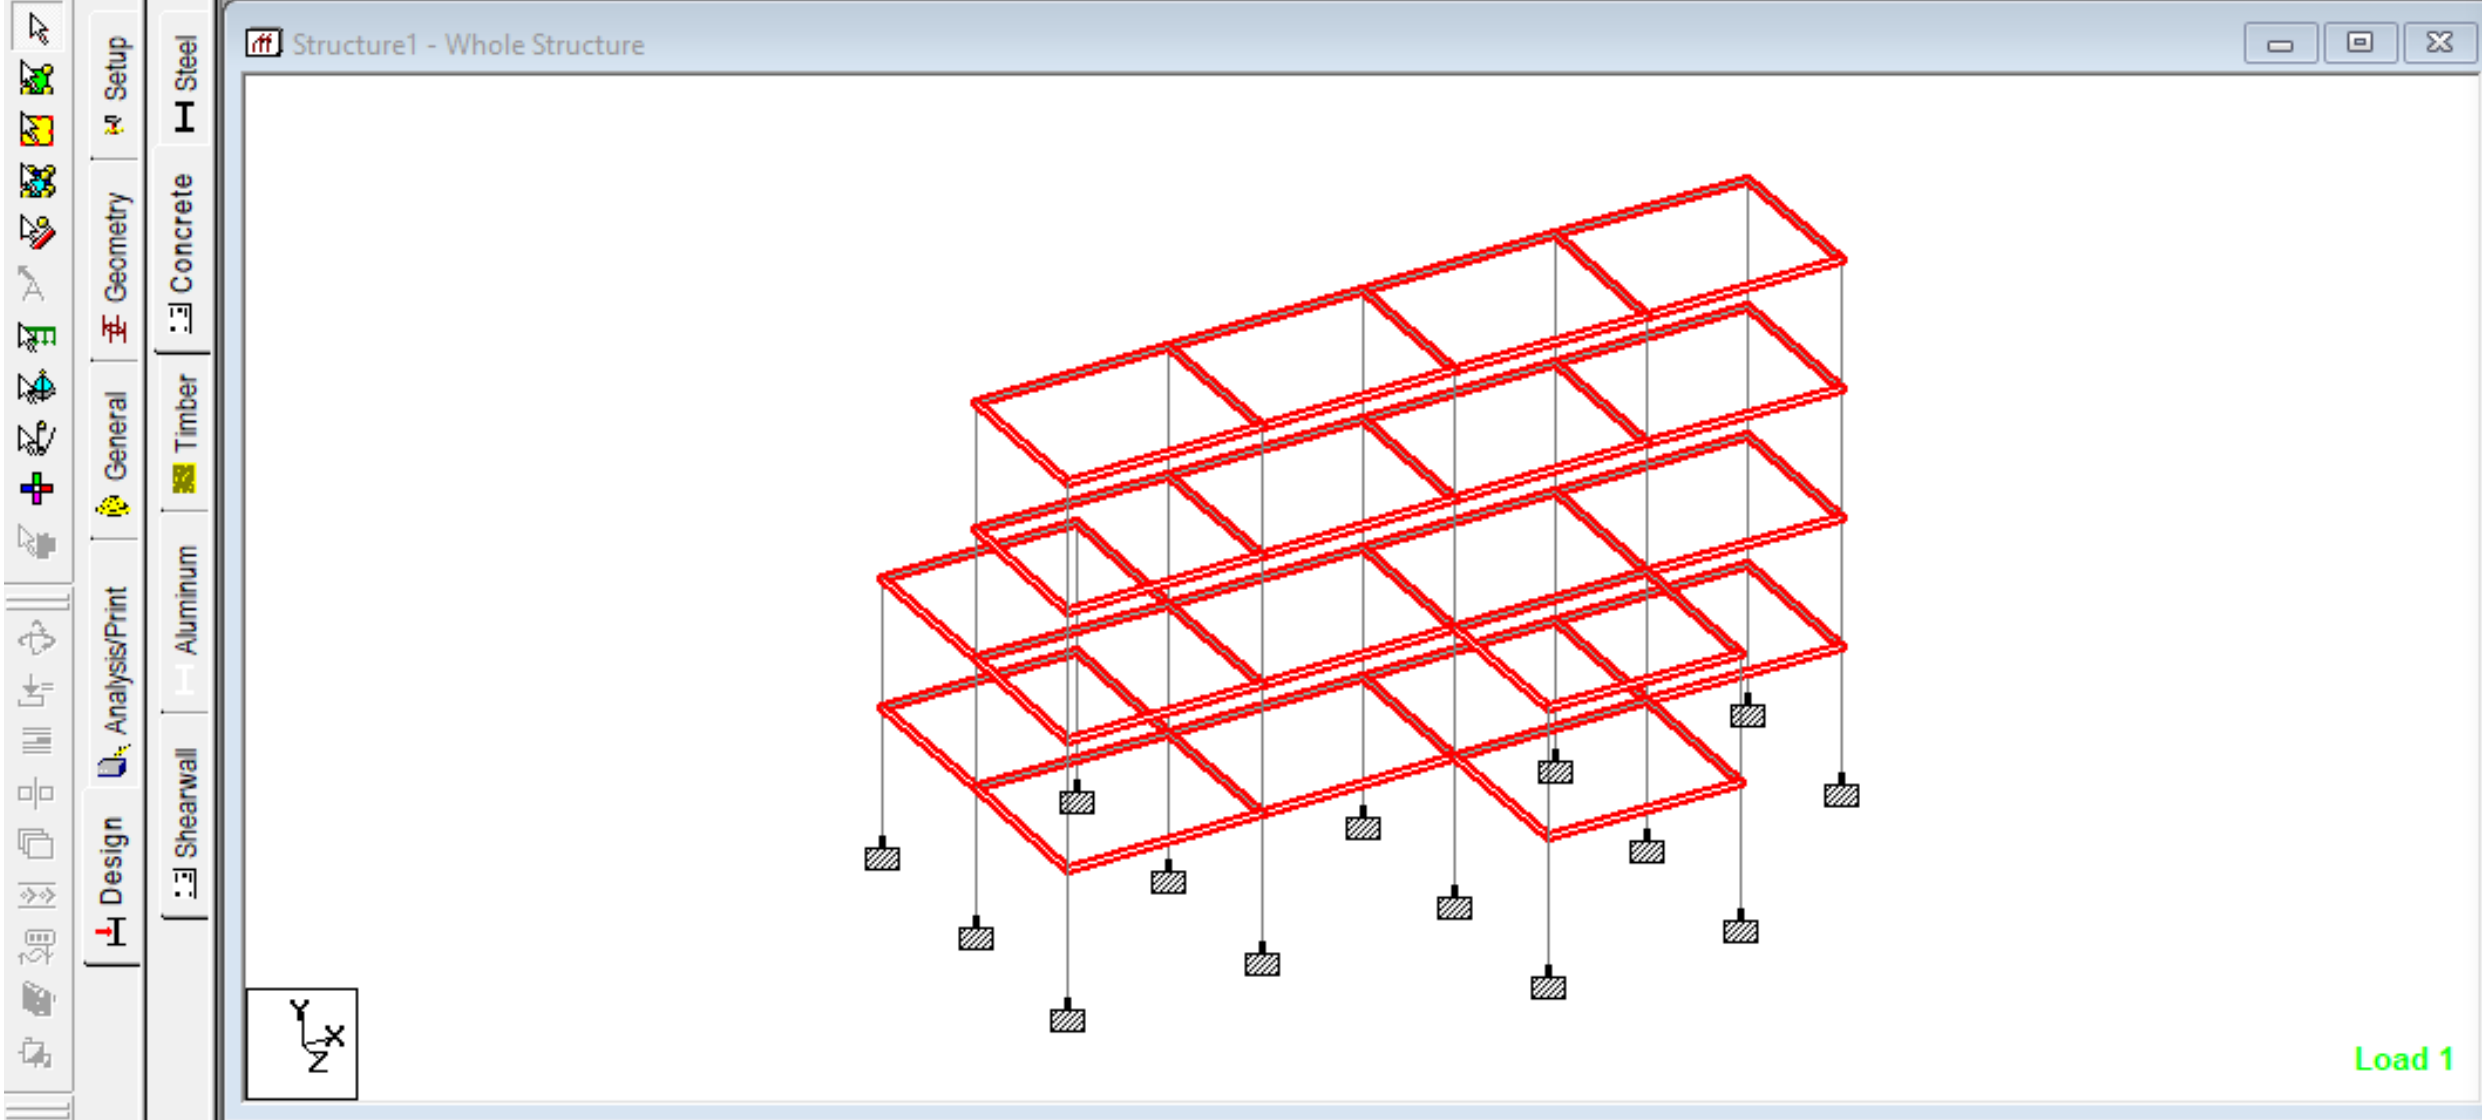 Structure1 - Whole Structure
Setup
Geometry
General
Analysis/Print
Design
Steel
Concrete
Timber
Aluminum
Shearwall
Y
X
Z
Load 1